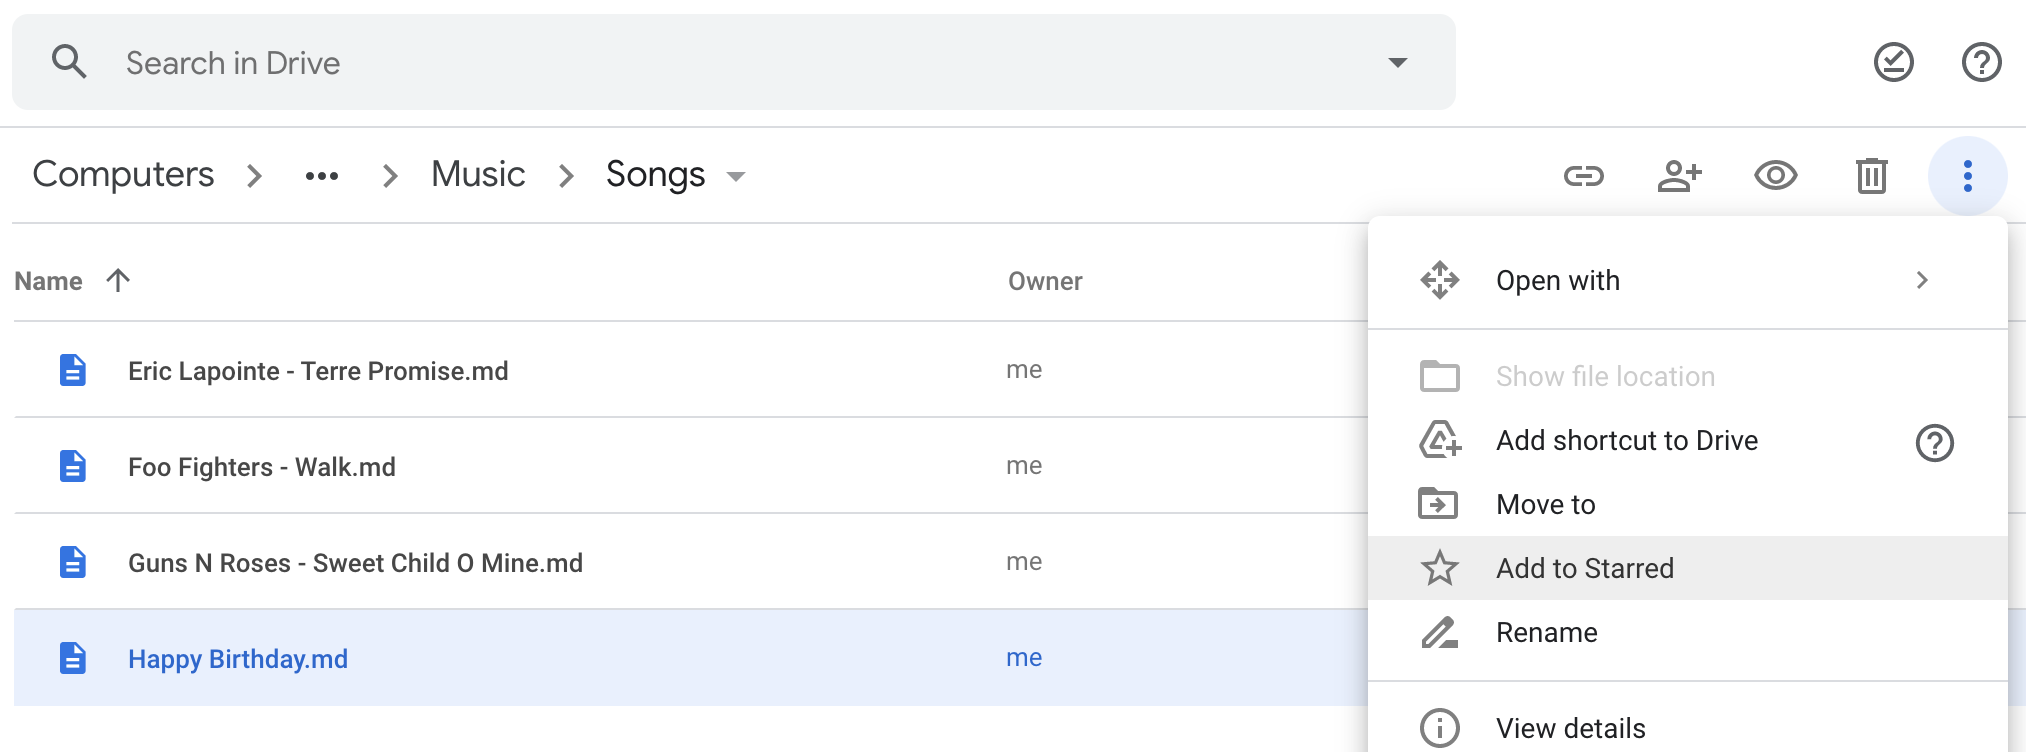 Search in Drive
Computers > ••• > Music > Songs
Name Owner
Eric Lapointe - Terre Promise.md me
Foo Fighters - Walk.md me
Guns N Roses - Sweet Child O Mine.md me
Happy Birthday.md me
Open with
Show file location
Add shortcut to Drive
Move to
Add to Starred
Rename
View details